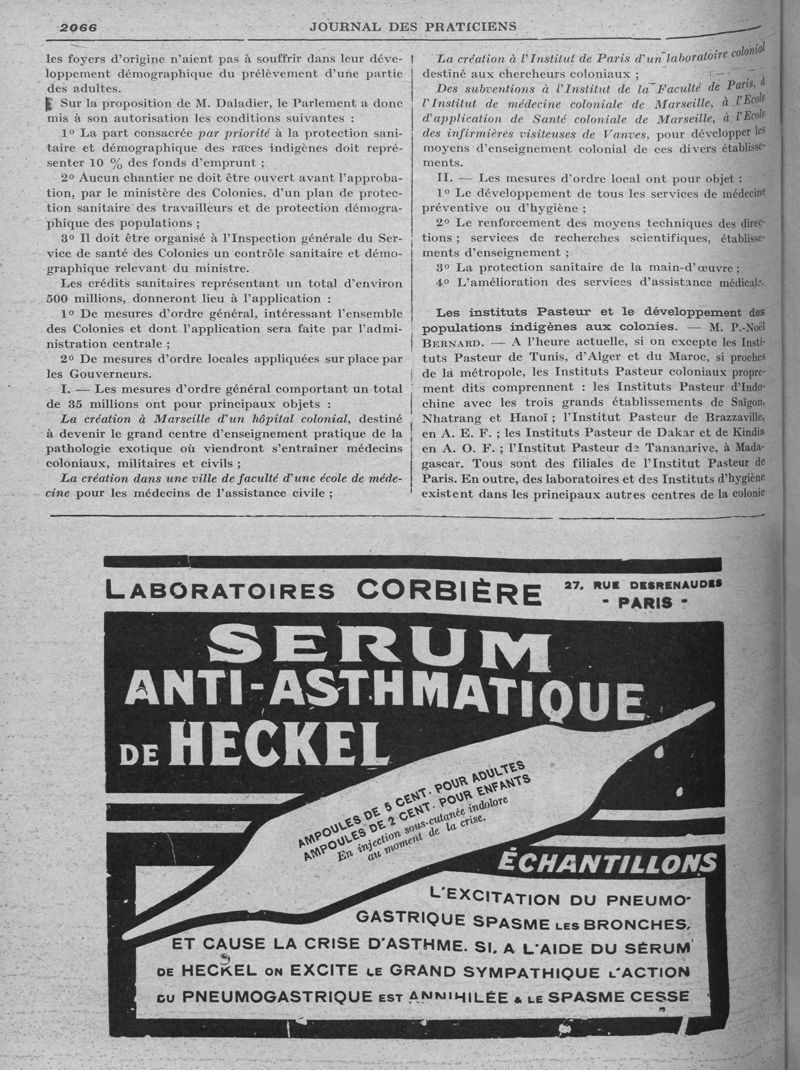 2066
JOURNAL DES PRATICIENS
les foyers d'origine n'aient pas à souffrir dans leur déve-
loppement démographique du prélèvement d'une partie
des adultes.
Sur la proposition de M. Daladier, le Parlement a donc
mis à son autorisation les conditions suivantes :
1º La part consacrée par priorité à la protection sani-
taire et démographique des races indigènes doit repré-
senter 10 % des fonds d'emprunt ;
2º Aucun chantier ne doit être ouvert avant l'approba-
tion, par le ministère des Colonies, d'un plan de protec-
tion sanitaire des travailleurs et de protection démogra-
phique des populations ;
3º Il doit être organisé à l'Inspection générale du Ser-
vice de santé des Colonies un contrôle sanitaire et démo-
graphique relevant du ministre.
Les crédits sanitaires représentant un total d'environ
500 millions, donneront lieu à l'application :
1º De mesures d'ordre général, intéressant l'ensemble
des Colonies et dont l'application sera faite par l'admi-
nistration centrale ;
2º De mesures d'ordre locales appliquées sur place par
les Gouverneurs.
I. — Les mesures d'ordre général comportant un total
de 35 millions ont pour principaux objets :
La création à Marseille d'un hôpital colonial, destiné
à devenir le grand centre d'enseignement pratique de la
pathologie exotique où viendront s'entraîner médecins
coloniaux, militaires et civils ;
La création dans une ville de faculté d'une école de méde-
cine pour les médecins de l'assistance civile ;
La création à l'Institut de Paris d'un laboratoire colonial
destiné aux chercheurs coloniaux ;
Des subventions à l'Institut de la Faculté de Paris, à
l'Institut de médecine coloniale de Marseille, à l'Ecole
d'application de Santé coloniale de Marseille, à l'Ecole
des infirmières visiteuses de Vanves, pour développer les
moyens d'enseignement colonial de ces divers établisse-
ments.
II. — Les mesures d'ordre local ont pour objet :
1º Le développement de tous les services de médecine
préventive ou d'hygiène ;
2º Le renforcement des moyens techniques des direc-
tions ; services de recherches scientifiques, établisse-
ments d'enseignement ;
3º La protection sanitaire de la main-d'œuvre ;
4º L'amélioration des services d'assistance médicale.
Les instituts Pasteur et le développement des
populations indigènes aux colonies. — M. P.-Noël
BERNARD. — A l'heure actuelle, si on excepte les Insti-
tuts Pasteur de Tunis, d'Alger et du Maroc, si proches
de la métropole, les Instituts Pasteur coloniaux propre-
ment dits comprennent : les Instituts Pasteur d'Indo-
chine avec les trois grands établissements de Saïgon,
Nhatrang et Hanoï ; l'Institut Pasteur de Brazzaville,
en A. E. F. ; les Instituts Pasteur de Dakar et de Kindia
en A. O. F. ; l'Institut Pasteur de Tananarive, à Mada-
gascar. Tous sont des filiales de l'Institut Pasteur de
Paris. En outre, des laboratoires et des Instituts d'hygiène
existent dans les principaux autres centres de la colonie
LABORATOIRES CORBIÈRE
27, RUE DESRENAUDES
- PARIS -
SERUM
ANTI-ASTHMATIQUE
DE HECKEL
AMPOULES DE 5 CENT. POUR ADULTES
AMPOULES DE 2 CENT. POUR ENFANTS
En injection sous-cutanée indolore
au moment de la crise.
ÉCHANTILLONS
L'EXCITATION DU PNEUMO-
GASTRIQUE SPASME LES BRONCHES,
ET CAUSE LA CRISE D'ASTHME. SI, A L'AIDE DU SÉRUM
DE HECKEL ON EXCITE LE GRAND SYMPATHIQUE L'ACTION
DU PNEUMOGASTRIQUE EST ANNIHILÉE & LE SPASME CESSE